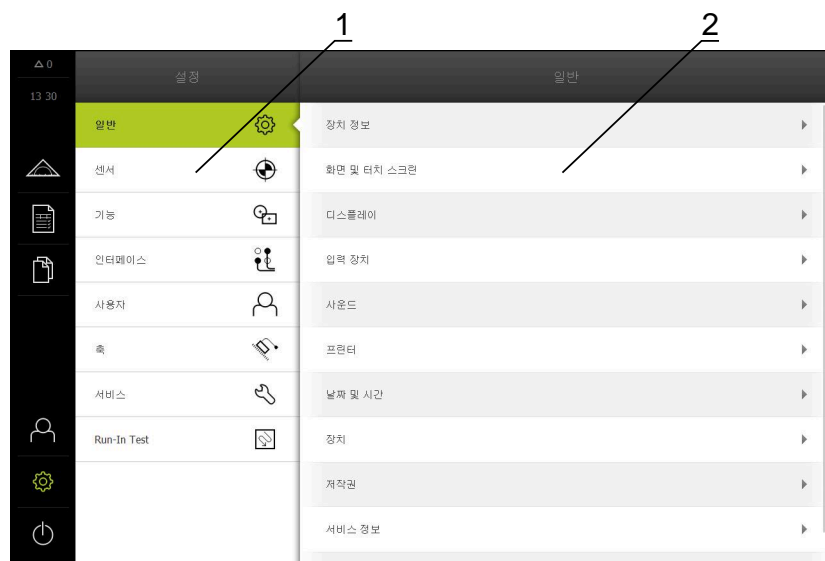 1
2
0
13 30
설정
일반
일반
센서
기능
인터페이스
사용자
축
서비스
Run-In Test
장치 정보
화면 및 터치 스크린
디스플레이
입력 장치
사운드
프린터
날짜 및 시간
장치
저작권
서비스 정보